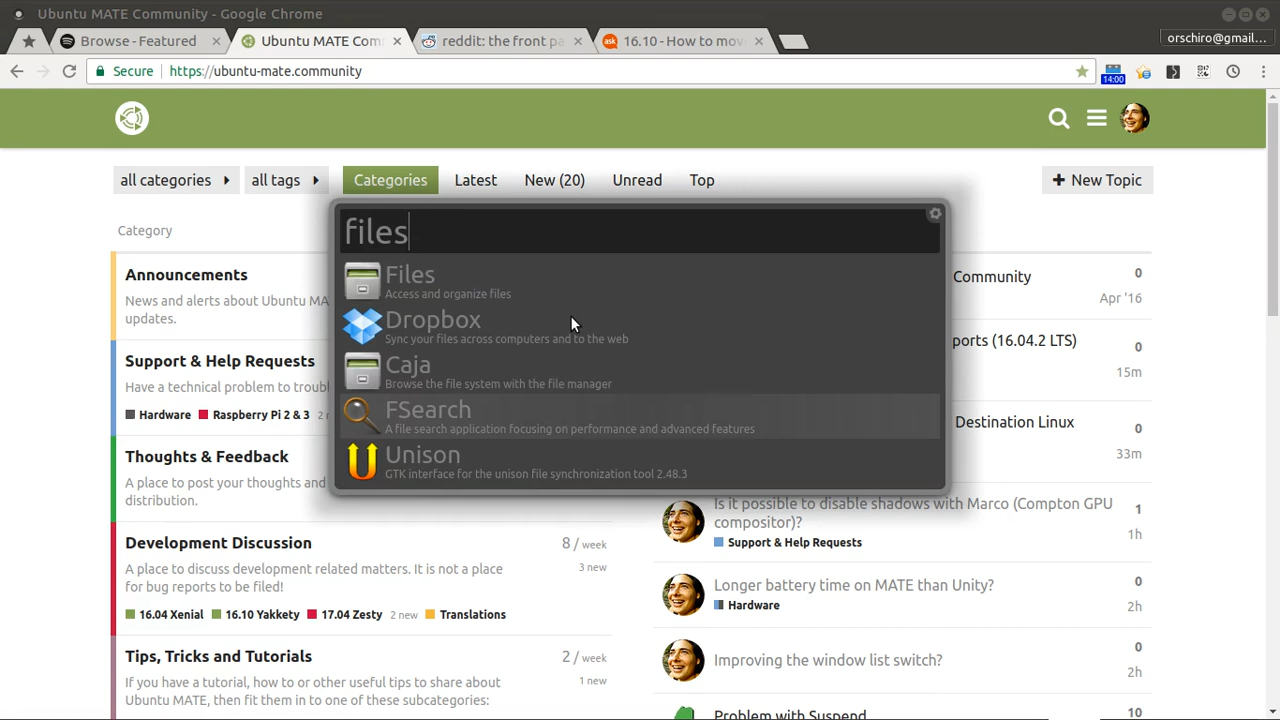 Ubuntu MATE Community - Google Chrome
Browse - Featured
Ubuntu MATE Com
reddit: the front pa
ask
16.10 - How to mov
orschiro@gmail...
Secure
https://ubuntu-mate.community
14:00
all categories
all tags
Categories
Latest
New (20)
Unread
Top
+ New Topic
files
Files
Access and organize files
Dropbox
Sync your files across computers and to the web
Caja
Browse the file system with the file manager
FSearch
A file search application focusing on performance and advanced features
Unison
GTK interface for the unison file synchronization tool 2.48.3
Category
Announcements
News and alerts about Ubuntu MA
updates.
Support & Help Requests
Have a technical problem to troubl
Hardware
Raspberry Pi 2 & 3
2 n
Thoughts & Feedback
A place to post your thoughts and
distribution.
Development Discussion
8 / week
A place to discuss development related matters. It is not a place
for bug reports to be filed!
3 new
16.04 Xenial
16.10 Yakkety
17.04 Zesty
2 new
Translations
Tips, Tricks and Tutorials
2 / week
If you have a tutorial, how to or other useful tips to share about
Ubuntu MATE, then fit them in to one of these subcategories:
1 new
Community
0
Apr '16
ports (16.04.2 LTS)
0
15m
Destination Linux
0
33m
Is it possible to disable shadows with Marco (Compton GPU
compositor)?
1
Support & Help Requests
1h
Longer battery time on MATE than Unity?
0
Hardware
2h
Improving the window list switch?
0
2h
Problem with Suspend
10